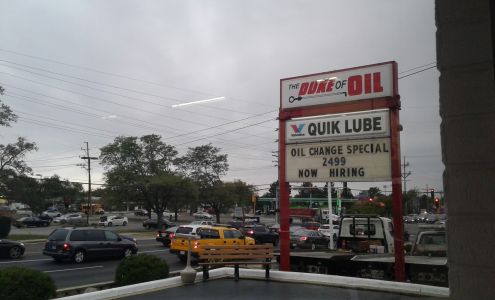 THE DUKE OF OIL
QUIK LUBE
OIL CHANGE SPECIAL
2499
NOW HIRING